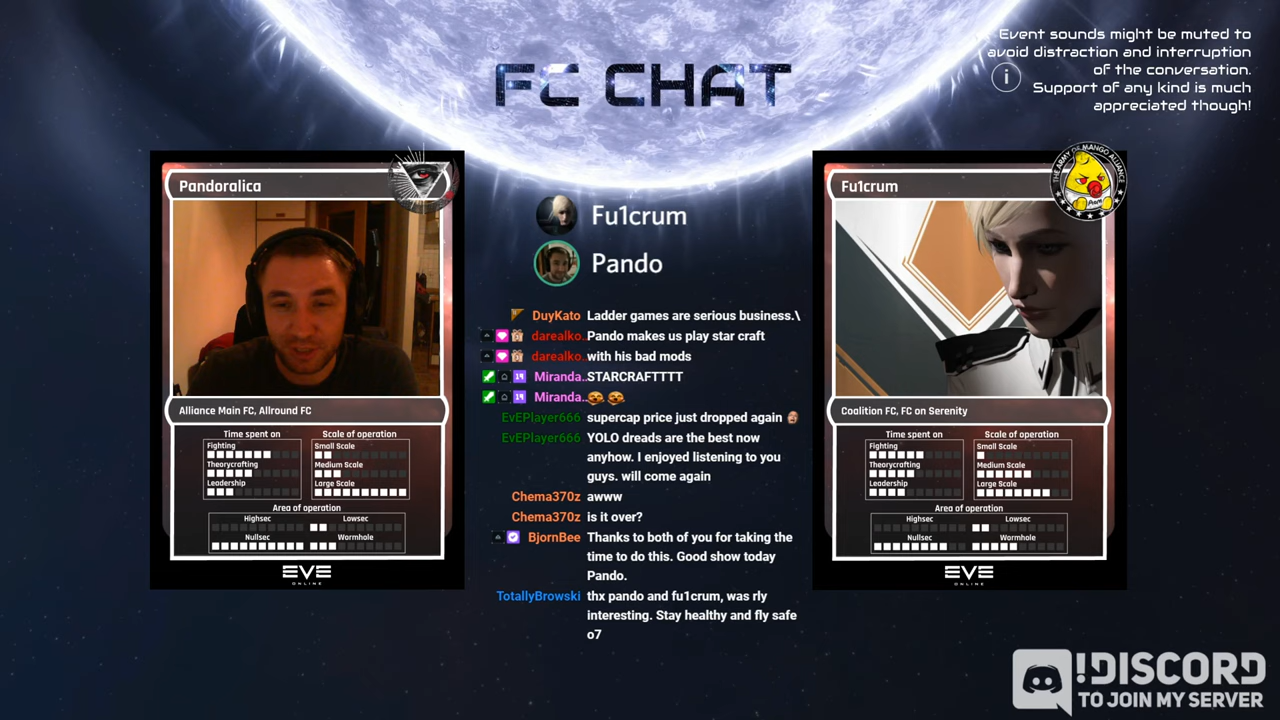 Event sounds might be muted to
avoid distraction and interruption
of the conversation.
Support of any kind is much
appreciated though!
FC CHAT
Pandoralica
Alliance Main FC, Allround FC
Time spent on
Fighting
Theorycrafting
Leadership
Scale of operation
Small Scale
Medium Scale
Large Scale
Area of operation
Highsec
Lowsec
Nullsec
Wormhole
EVE
ONLINE
Fu1crum
Pando
DuyKato Ladder games are serious business.\
darealko.. Pando makes us play star craft
darealko.. with his bad mods
19 Miranda.. STARCRAFTTTT
19 Miranda..
EvEPlayer666 supercap price just dropped again
EvEPlayer666 YOLO dreads are the best now
anyhow. I enjoyed listening to you
guys. will come again
Chema370z awww
Chema370z is it over?
BjornBee Thanks to both of you for taking the
time to do this. Good show today
Pando.
TotallyBrowski thx pando and fu1crum, was rly
interesting. Stay healthy and fly safe
o7
THE ARMY OF MANGO ALLIANCE
Fu1crum
Coalition FC, FC on Serenity
Time spent on
Fighting
Theorycrafting
Leadership
Scale of operation
Small Scale
Medium Scale
Large Scale
Area of operation
Highsec
Lowsec
Nullsec
Wormhole
EVE
ONLINE
!DISCORD
TO JOIN MY SERVER